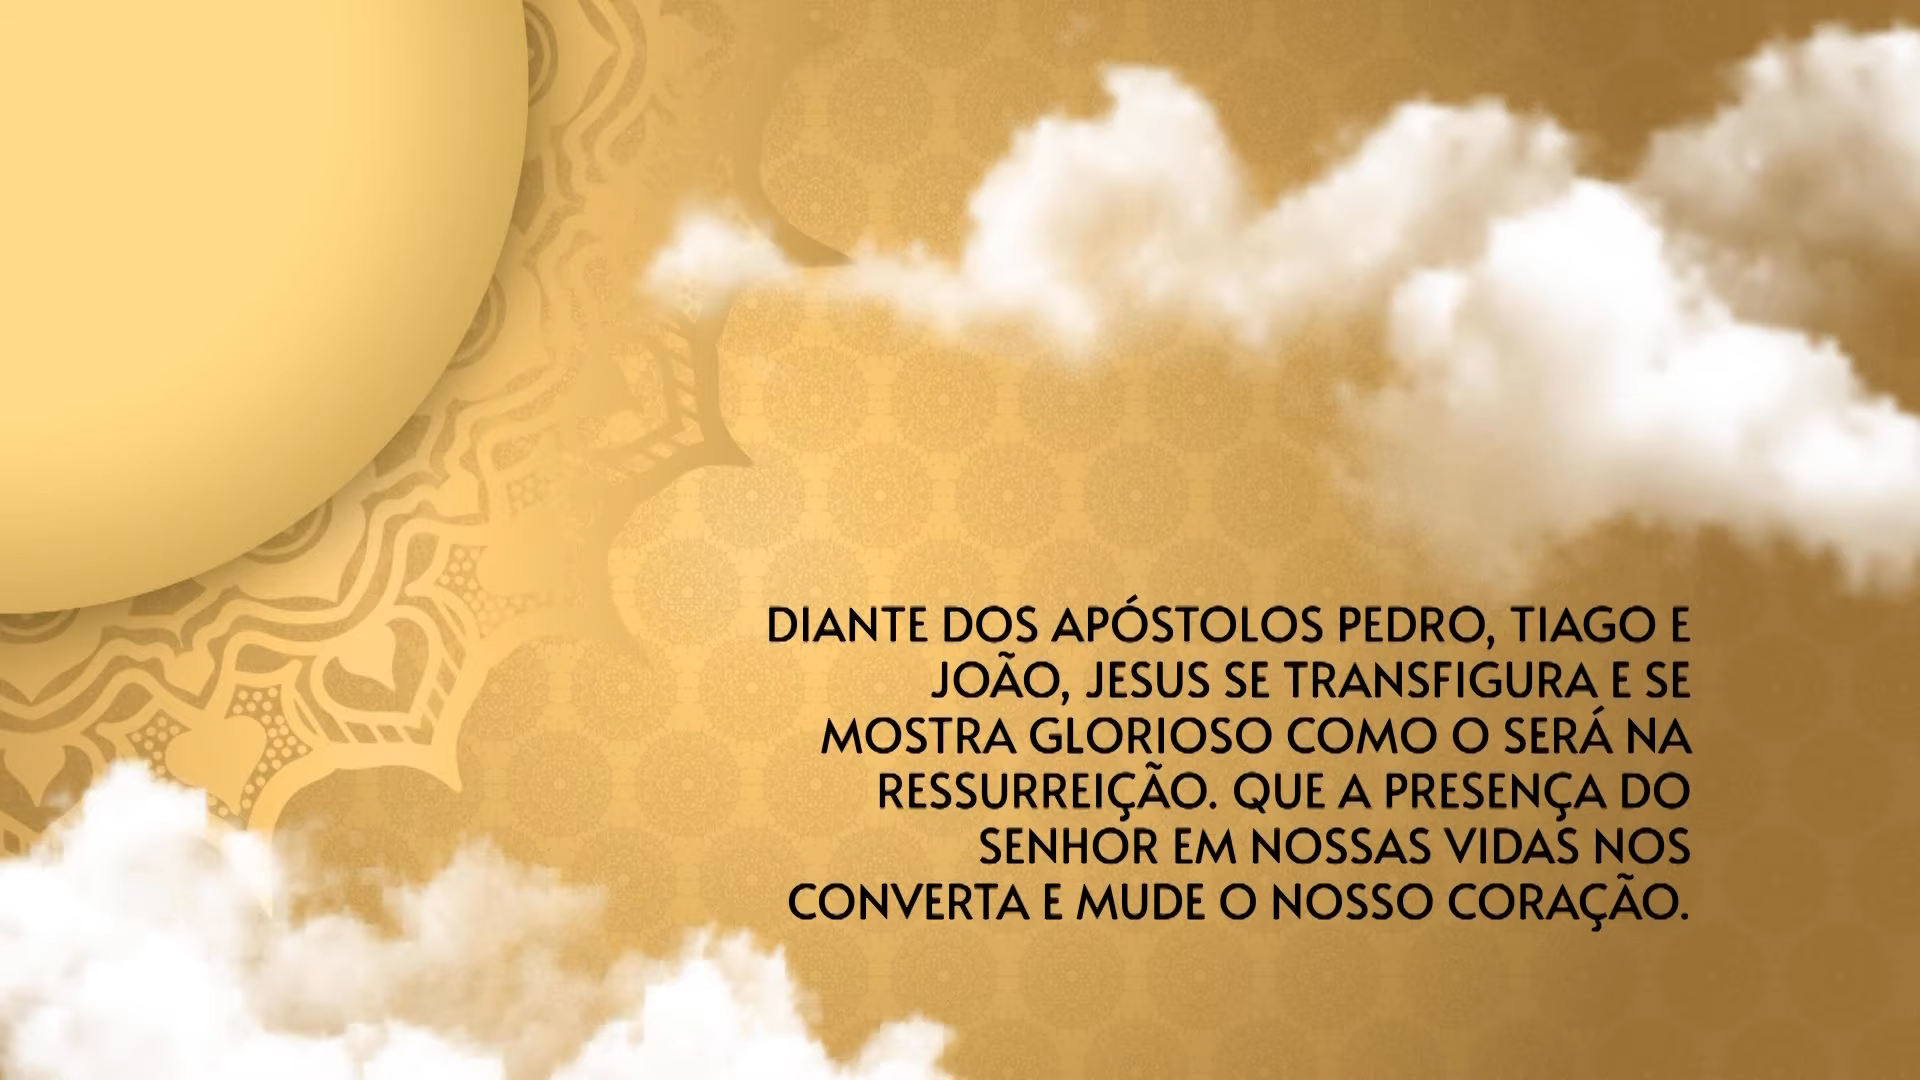 DIANTE DOS APÓSTOLOS PEDRO, TIAGO E
JOÃO, JESUS SE TRANSFIGURA E SE
MOSTRA GLORIOSO COMO O SERÁ NA
RESSURREIÇÃO. QUE A PRESENÇA DO
SENHOR EM NOSSAS VIDAS NOS
CONVERTA E MUDE O NOSSO CORAÇÃO.